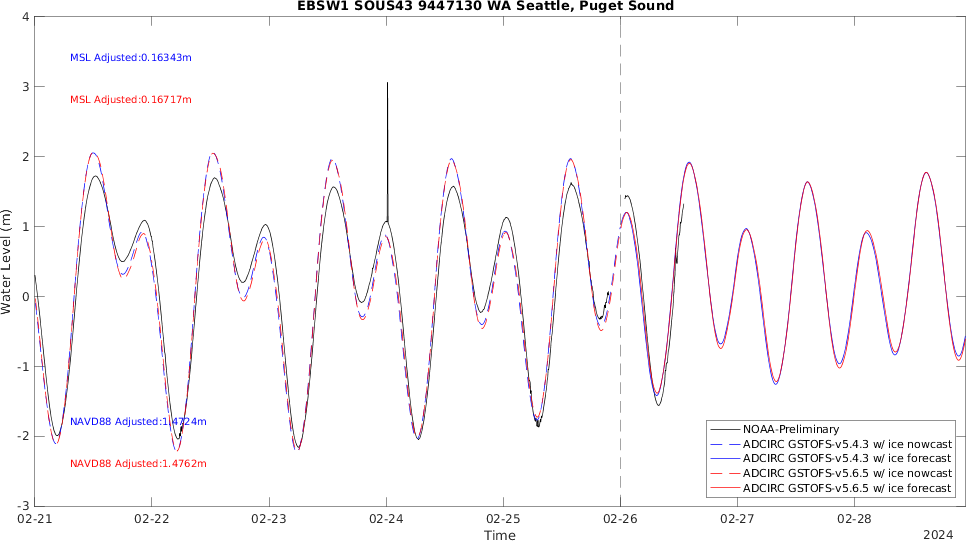 EBSW1 SOUS43 9447130 WA Seattle, Puget Sound
4
3
2
1
0
-1
-2
-3
Water Level (m)
MSL Adjusted:0.16343m
MSL Adjusted:0.16717m
NAVD88 Adjusted:1.4724m
NAVD88 Adjusted:1.4762m
NOAA-Preliminary
ADCIRC GSTOFS-v5.4.3 w/ ice nowcast
ADCIRC GSTOFS-v5.4.3 w/ ice forecast
ADCIRC GSTOFS-v5.6.5 w/ ice nowcast
ADCIRC GSTOFS-v5.6.5 w/ ice forecast
02-21 02-22 02-23 02-24 02-25 02-26 02-27 02-28
Time
2024